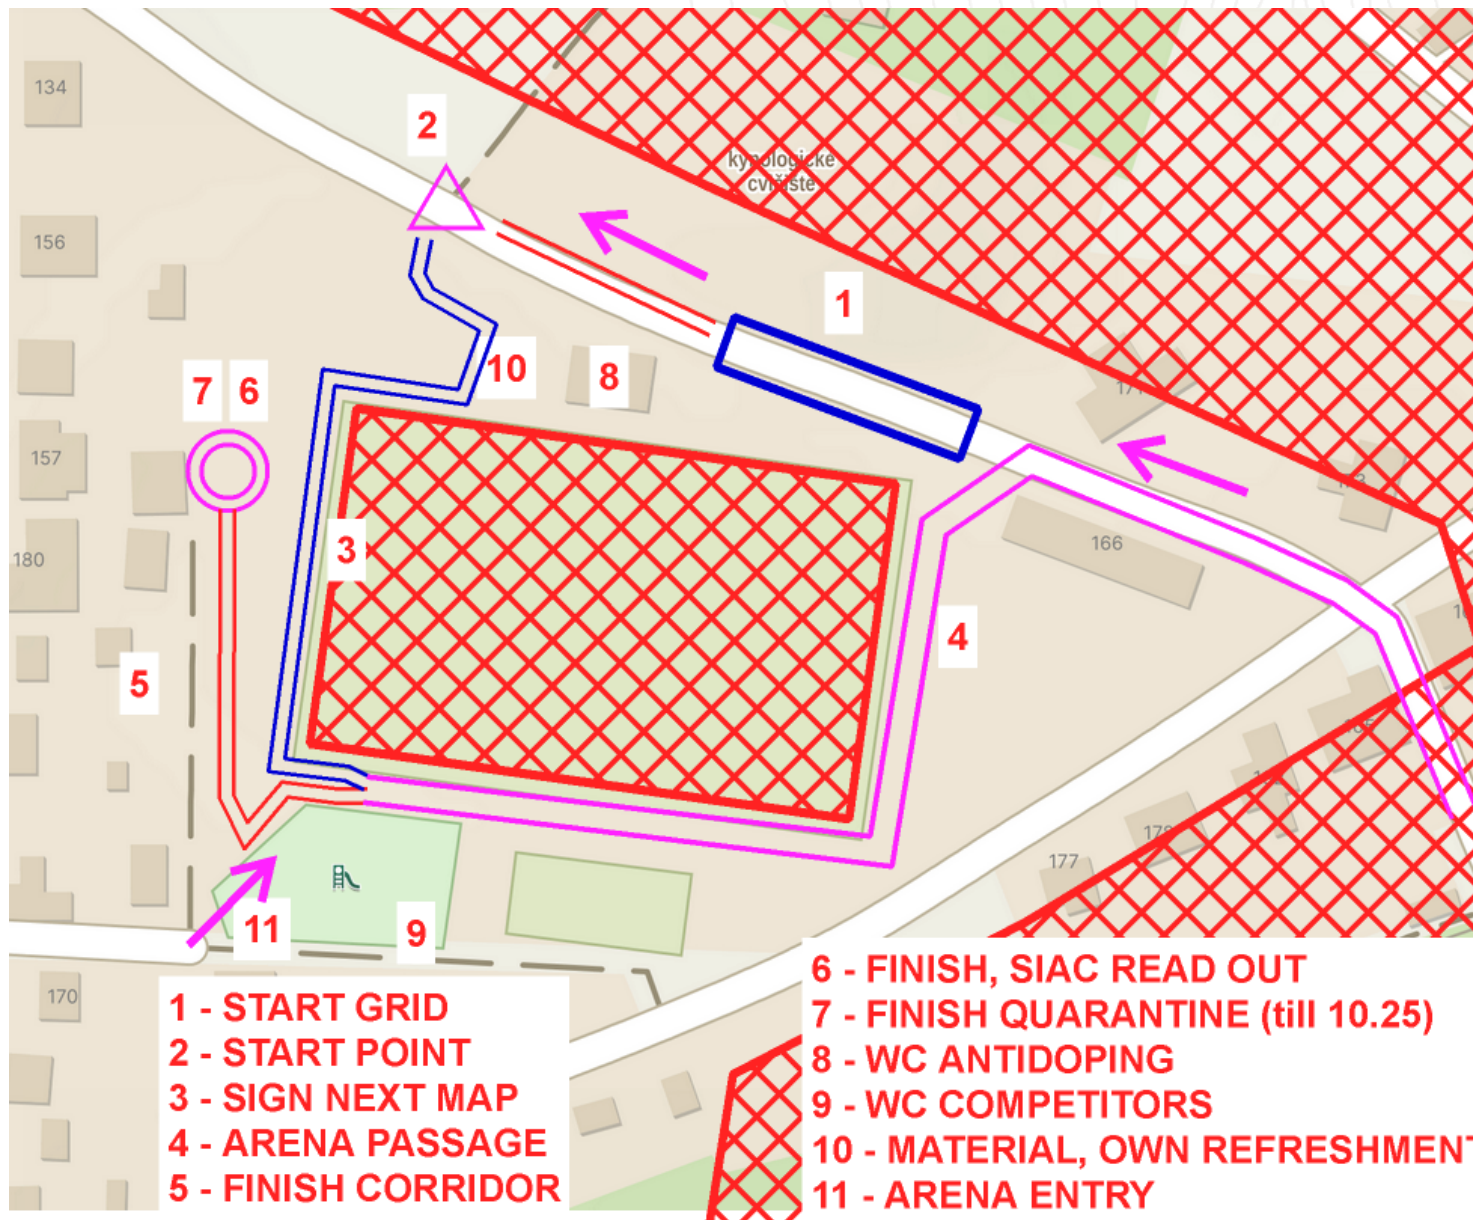 134
2
kynologické
cvičiště
156
1
10
8
7 6
157
3
166
180
4
5
177
11
9
170
1 - START GRID
2 - START POINT
3 - SIGN NEXT MAP
4 - ARENA PASSAGE
5 - FINISH CORRIDOR
6 - FINISH, SIAC READ OUT
7 - FINISH QUARANTINE (till 10.25)
8 - WC ANTIDOPING
9 - WC COMPETITORS
10 - MATERIAL, OWN REFRESHMENT
11 - ARENA ENTRY